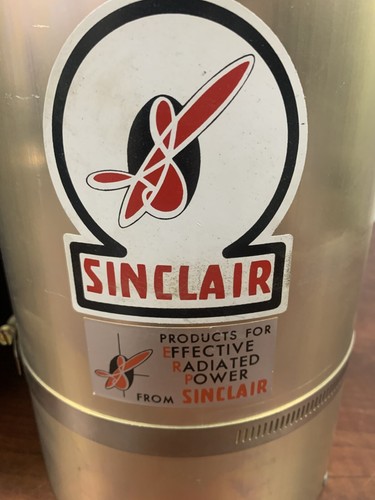 SINCLAIR
PRODUCTS FOR
EFFECTIVE
RADIATED
POWER
FROM SINCLAIR